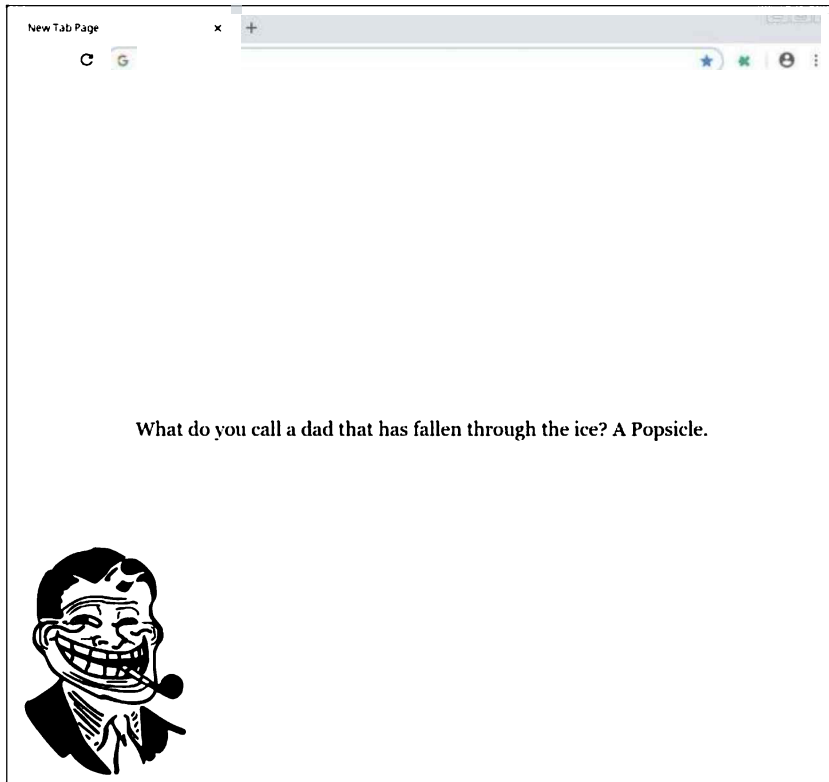 New Tab Page
What do you call a dad that has fallen through the ice? A Popsicle.